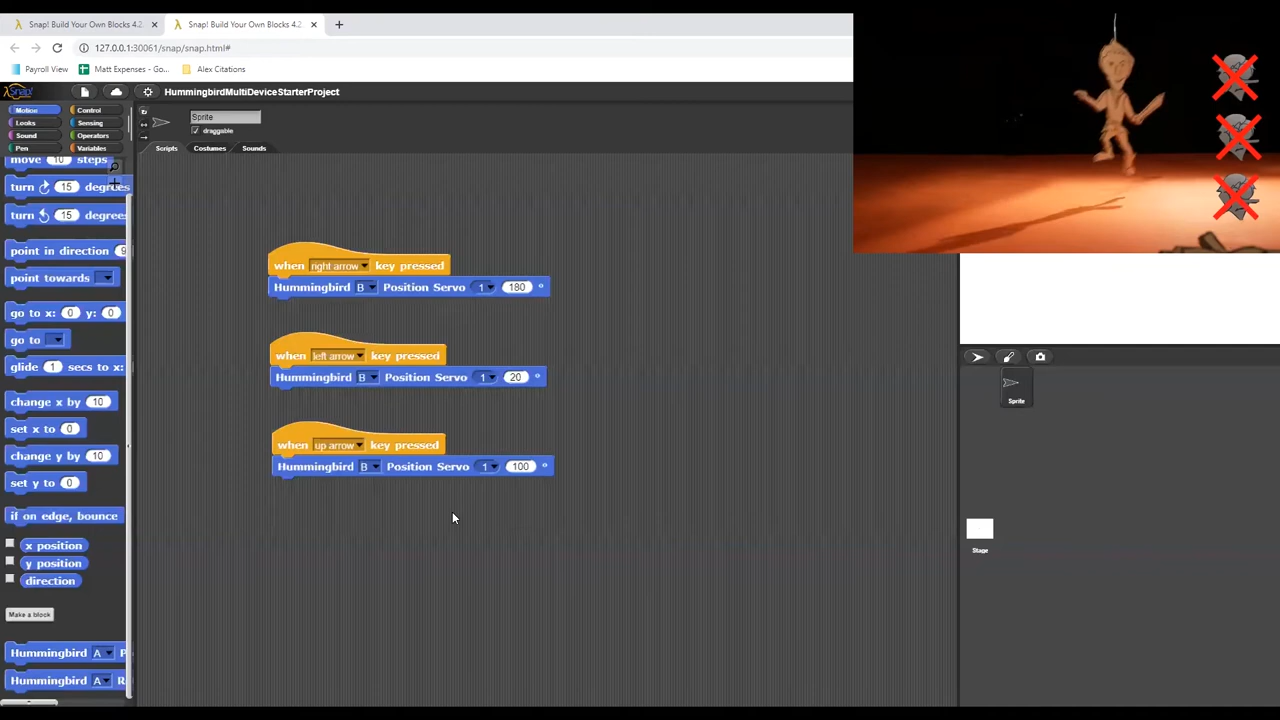 Snap! Build Your Own Blocks 4.2. × Snap! Build Your Own Blocks 4.2. × +
127.0.0.1:30061/snap/snap.html#
Payroll View Matt Expenses - Go... Alex Citations
Snap! HummingbirdMultiDeviceStarterProject
Motion Control
Looks Sensing
Sound Operators
Pen Variables
Sprite
draggable
Scripts Costumes Sounds
move 10 steps
turn 15 degrees
turn 15 degrees
point in direction 9
point towards
go to x: 0 y: 0
go to
glide 1 secs to x:
change x by 10
set x to 0
change y by 10
set y to 0
if on edge, bounce
x position
y position
direction
Make a block
Hummingbird A P
Hummingbird A R
when right arrow key pressed
Hummingbird B Position Servo 1 180 °
when left arrow key pressed
Hummingbird B Position Servo 1 20 °
when up arrow key pressed
Hummingbird B Position Servo 1 100 °
Sprite
Stage